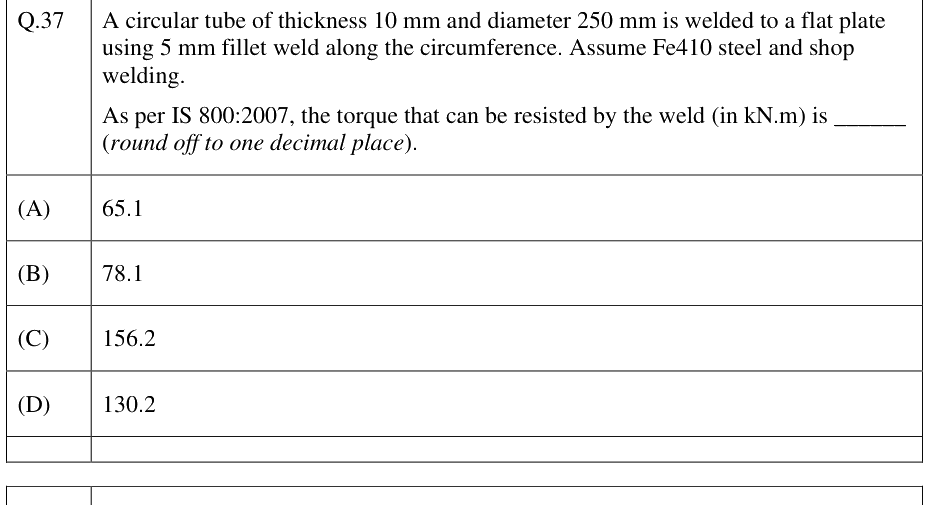 Q.37
A circular tube of thickness 10 mm and diameter 250 mm is welded to a flat plate
using 5 mm fillet weld along the circumference. Assume Fe410 steel and shop
welding.
As per IS 800:2007, the torque that can be resisted by the weld (in kN.m) is ______
(round off to one decimal place).
(A) 65.1
(B) 78.1
(C) 156.2
(D) 130.2